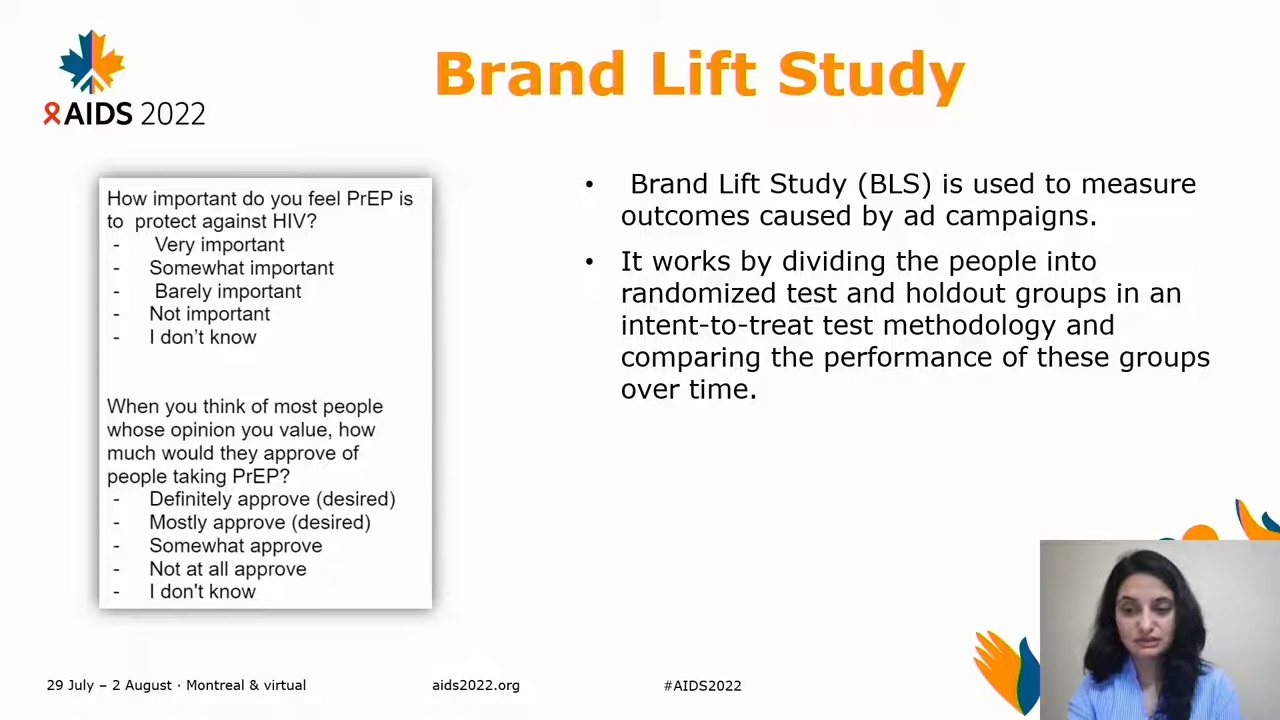 AIDS 2022
Brand Lift Study
How important do you feel PrEP is
to protect against HIV?
- Very important
- Somewhat important
- Barely important
- Not important
- I don’t know
When you think of most people
whose opinion you value, how
much would they approve of
people taking PrEP?
- Definitely approve (desired)
- Mostly approve (desired)
- Somewhat approve
- Not at all approve
- I don't know
• Brand Lift Study (BLS) is used to measure
outcomes caused by ad campaigns.
• It works by dividing the people into
randomized test and holdout groups in an
intent-to-treat test methodology and
comparing the performance of these groups
over time.
29 July – 2 August · Montreal & virtual
aids2022.org
#AIDS2022